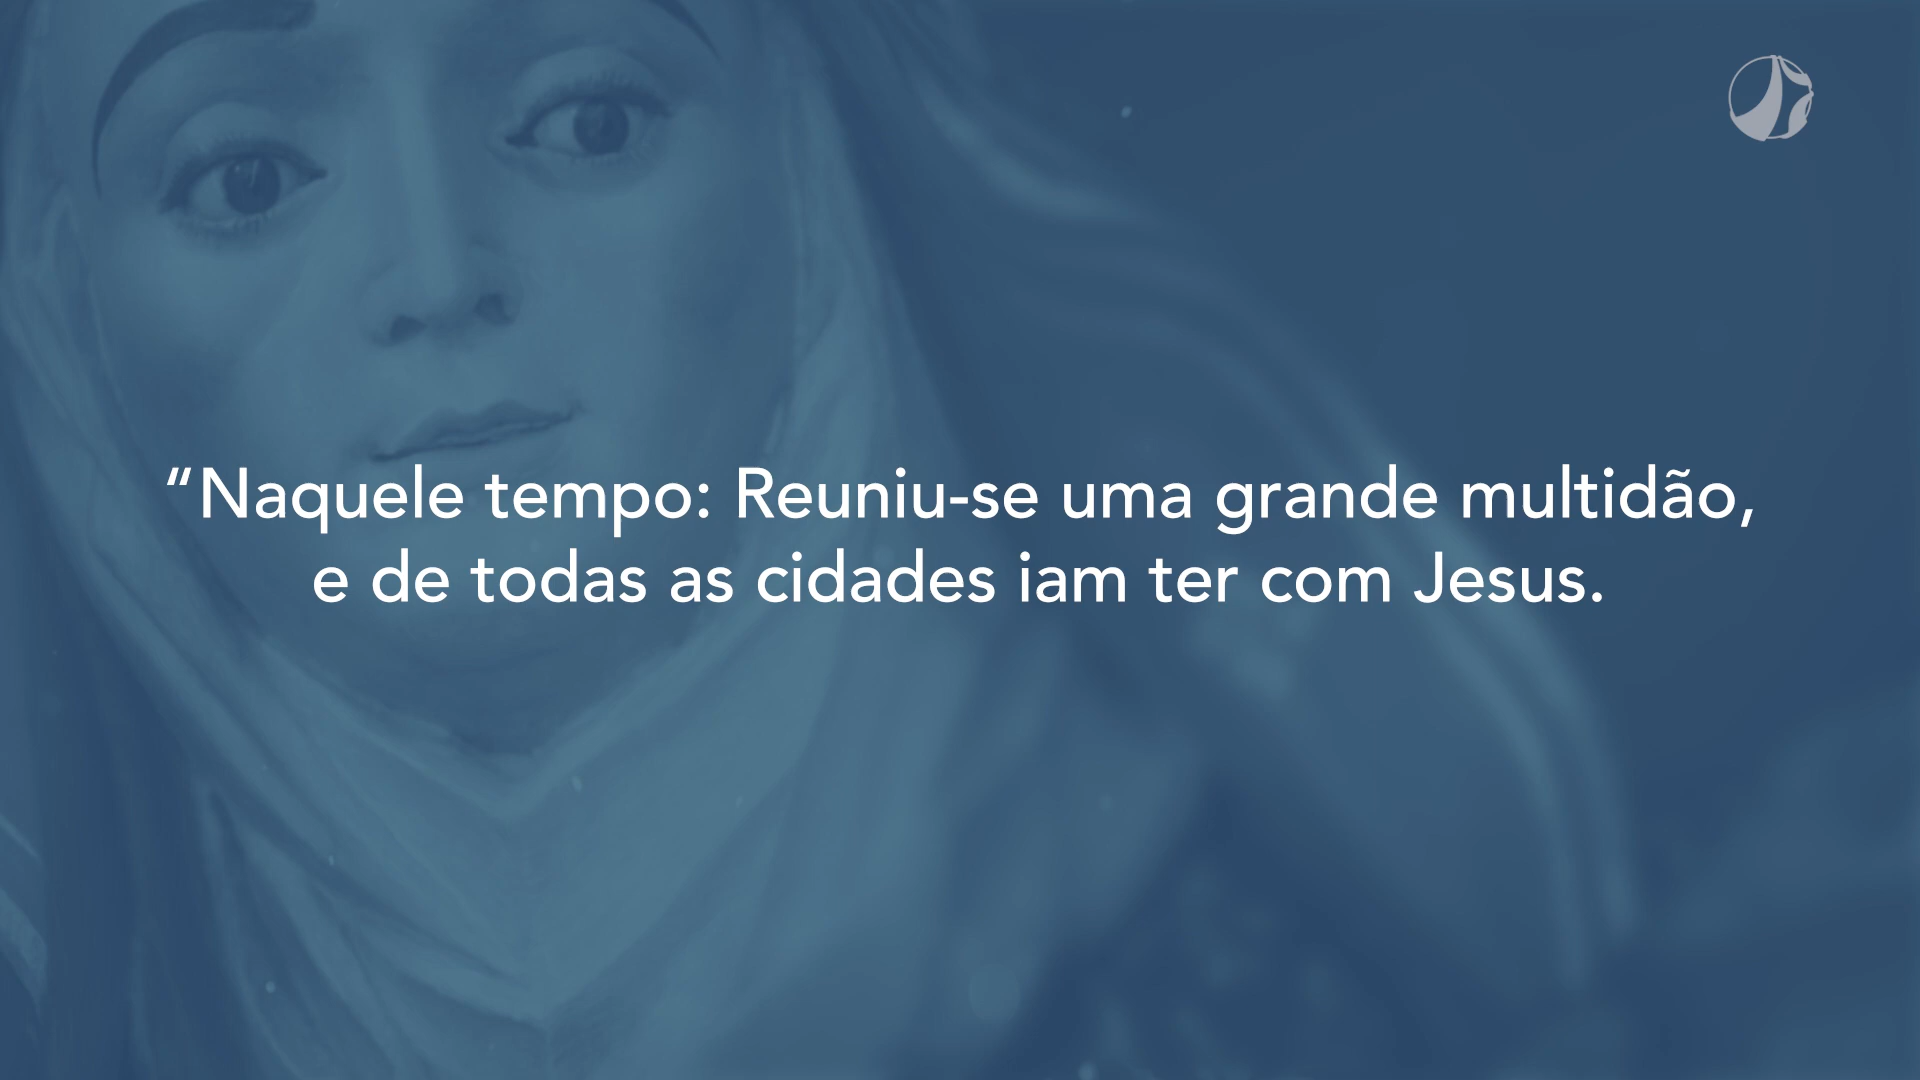 “Naquele tempo: Reuniu-se uma grande multidão,
e de todas as cidades iam ter com Jesus.